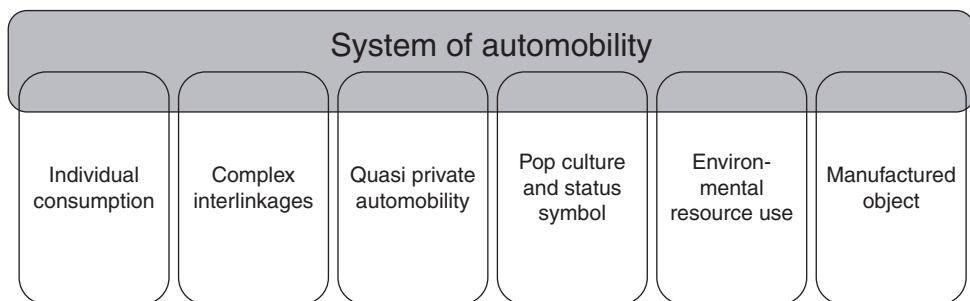 System of automobility
Individual
consumption
Complex
interlinkages
Quasi private
automobility
Pop culture
and status
symbol
Environ-
mental
resource use
Manufactured
object